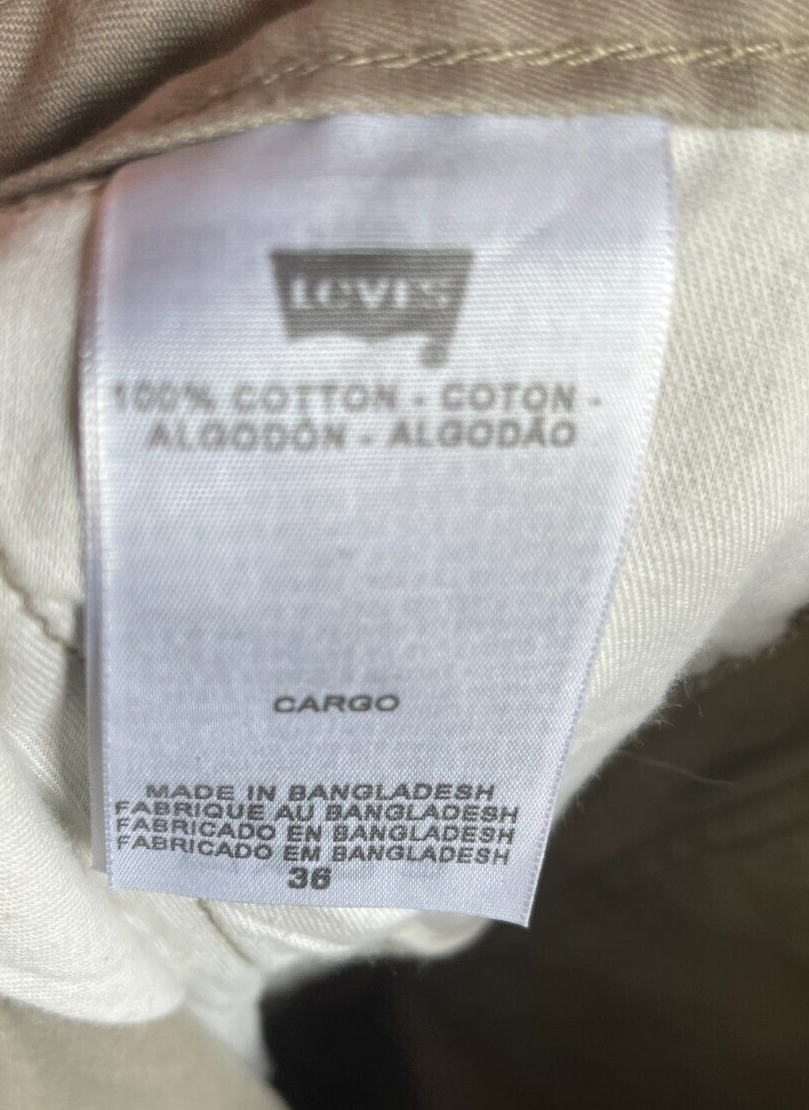 Levi's
100% COTTON - COTON -
ALGODÓN - ALGODÃO
CARGO
MADE IN BANGLADESH
FABRIQUE AU BANGLADESH
FABRICADO EN BANGLADESH
FABRICADO EM BANGLADESH
36